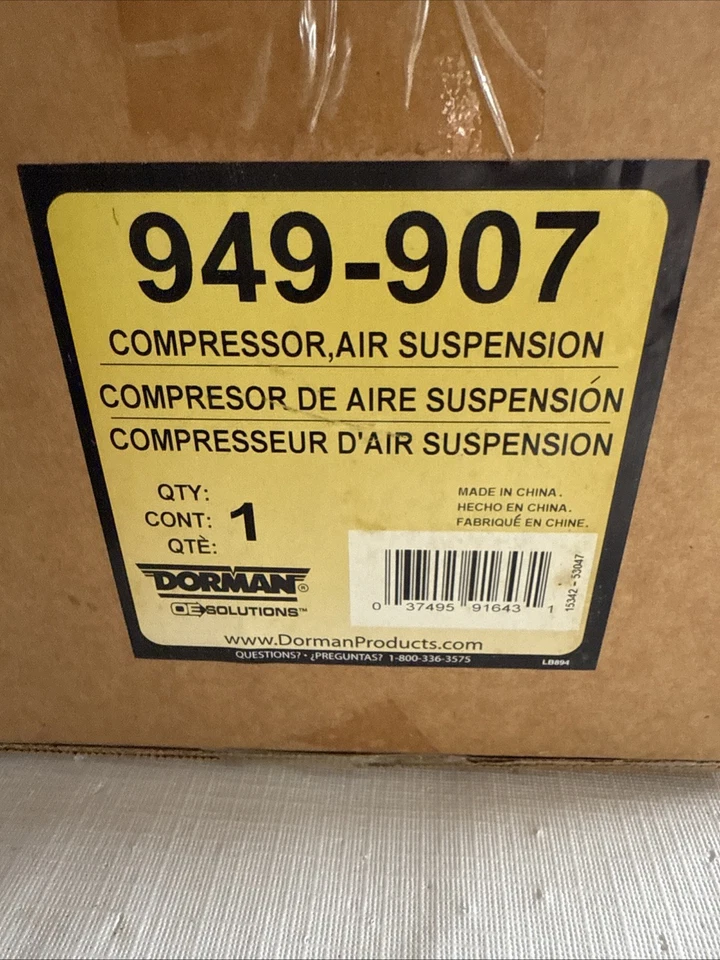 949-907
COMPRESSOR,AIR SUSPENSION
COMPRESOR DE AIRE SUSPENSIÓN
COMPRESSEUR D'AIR SUSPENSION
QTY:
CONT: 1
QTÈ:
MADE IN CHINA.
HECHO EN CHINA.
FABRIQUÉ EN CHINE.
DORMAN®
OE SOLUTIONS™
0 37495 91643 1
15342 - 53047
www.DormanProducts.com
QUESTIONS? • ¿PREGUNTAS? 1-800-336-3575
LB894